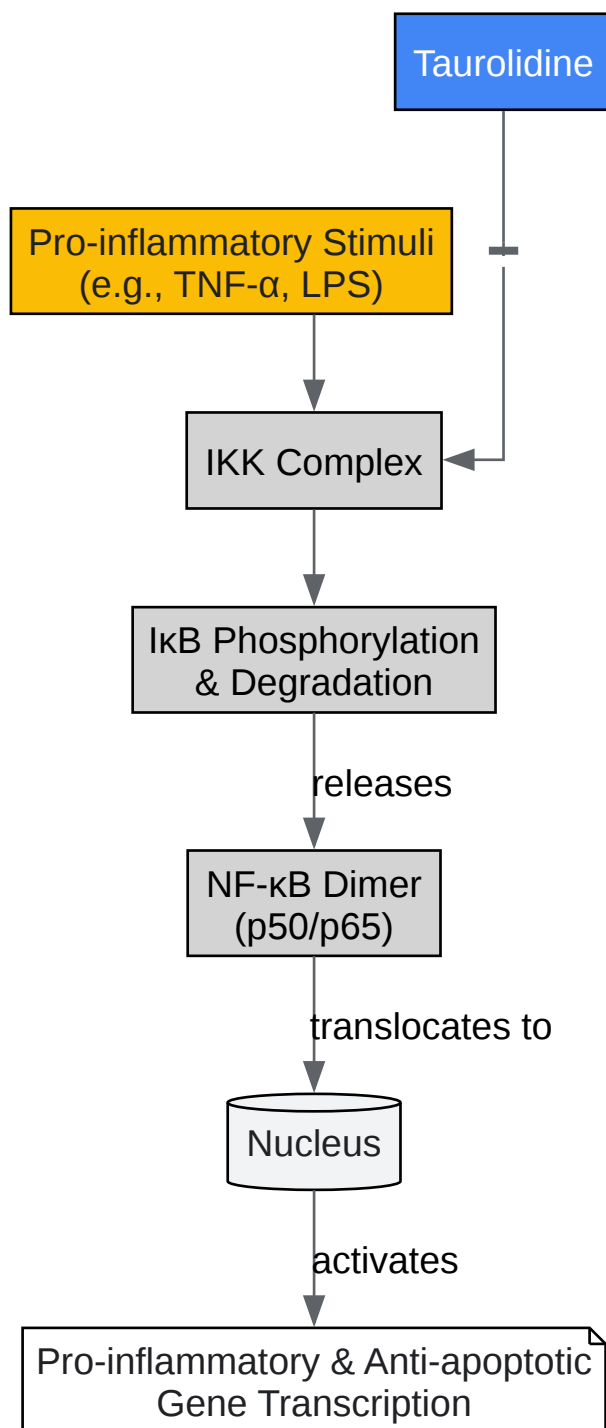 Taurolidine
Pro-inflammatory Stimuli
(e.g., TNF-α, LPS)
IKK Complex
IκB Phosphorylation
& Degradation
releases
NF-κB Dimer
(p50/p65)
translocates to
Nucleus
activates
Pro-inflammatory & Anti-apoptotic
Gene Transcription